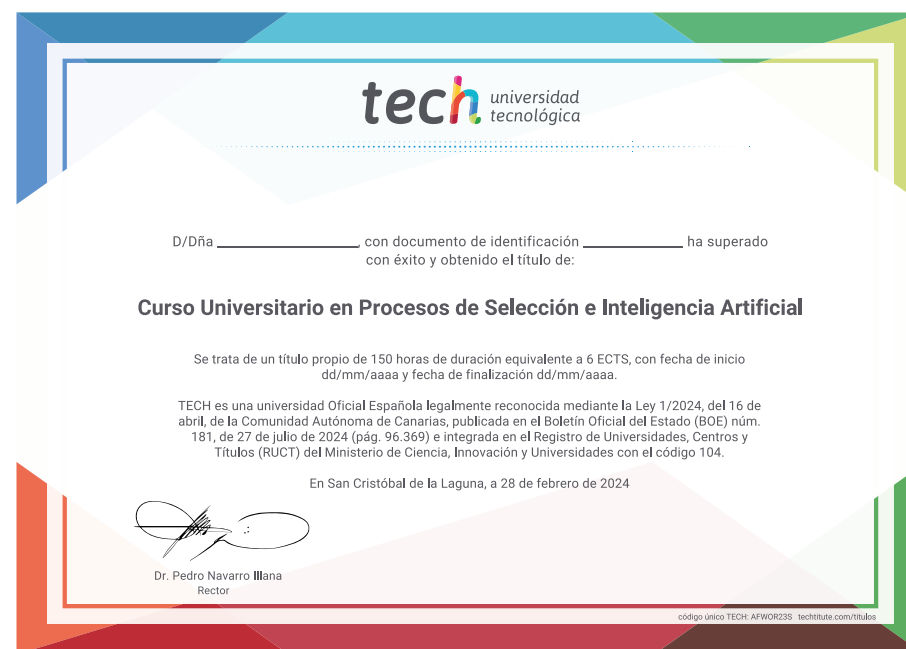 tech universidad
tecnológica
D/Dña ______________, con documento de identificación ______________ ha superado
con éxito y obtenido el título de:
Curso Universitario en Procesos de Selección e Inteligencia Artificial
Se trata de un título propio de 150 horas de duración equivalente a 6 ECTS, con fecha de inicio
dd/mm/aaaa y fecha de finalización dd/mm/aaaa.
TECH es una universidad Oficial Española legalmente reconocida mediante la Ley 1/2024, del 16 de
abril, de la Comunidad Autónoma de Canarias, publicada en el Boletín Oficial del Estado (BOE) núm.
181, de 27 de julio de 2024 (pág. 96.369) e integrada en el Registro de Universidades, Centros y
Títulos (RUCT) del Ministerio de Ciencia, Innovación y Universidades con el código 104.
En San Cristóbal de la Laguna, a 28 de febrero de 2024
Dr. Pedro Navarro Illana
Rector
código único TECH: AFWOR23S techtitute.com/titulos